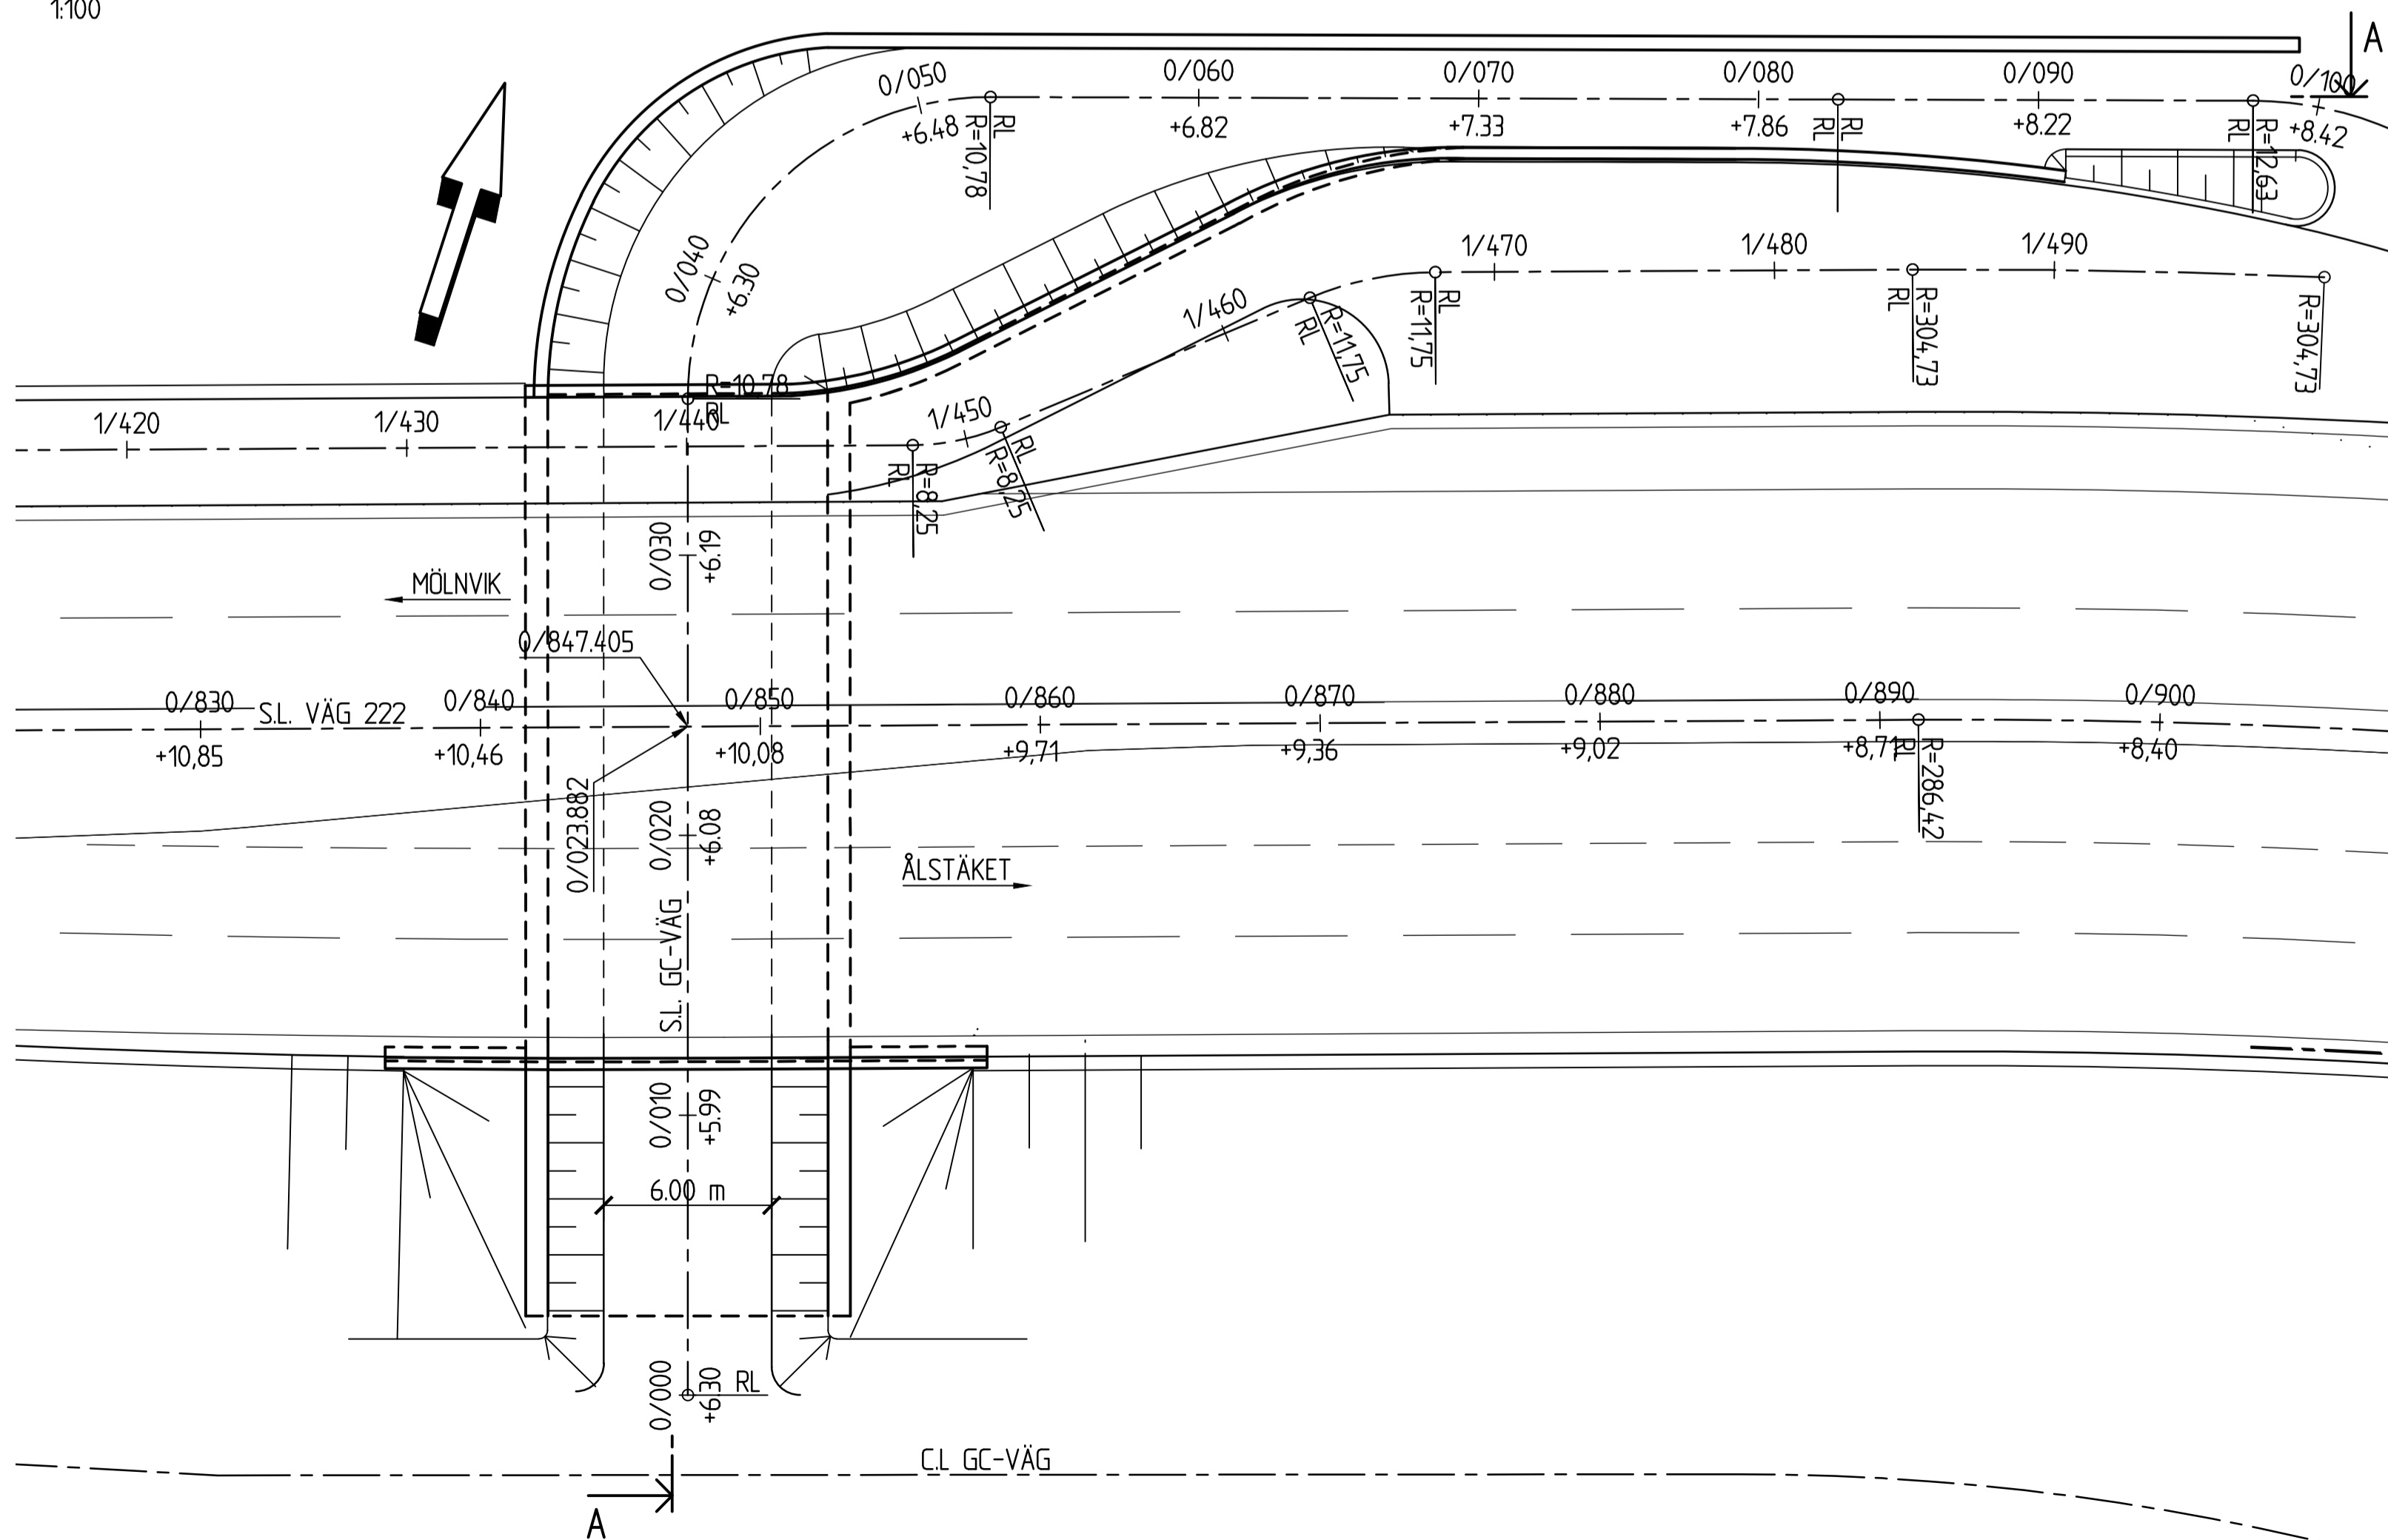 1:100
A
0/050
0/060
0/070
0/080
0/090
0/100
+6.48
RL
R=10,78
+6.82
+7.33
+7.86
RL
RL
+8.22
R=12,63
RL
+8.42
0/040
+6.30
1/470
1/480
1/490
1/460
R=11,75
RL
RL
R=11,75
R=304,73
RL
R=304,73
R=10,78
RL
1/420
1/430
1/440
1/450
R=8,25
RL
RL
R=8,25
0/030
+6.19
MÖLNVIK
0/847.405
0/830
S.L. VÄG 222
0/840
0/850
0/860
0/870
0/880
0/890
0/900
+10,85
+10,46
+10,08
+9,71
+9,36
+9,02
+8,71
RL
R=286,42
+8,40
0/023.882
0/020
+6.08
ÅLSTÄKET
S.L. GC-VÄG
0/010
+5.99
6.00 m
0/000
+6.30
RL
C.L GC-VÄG
A